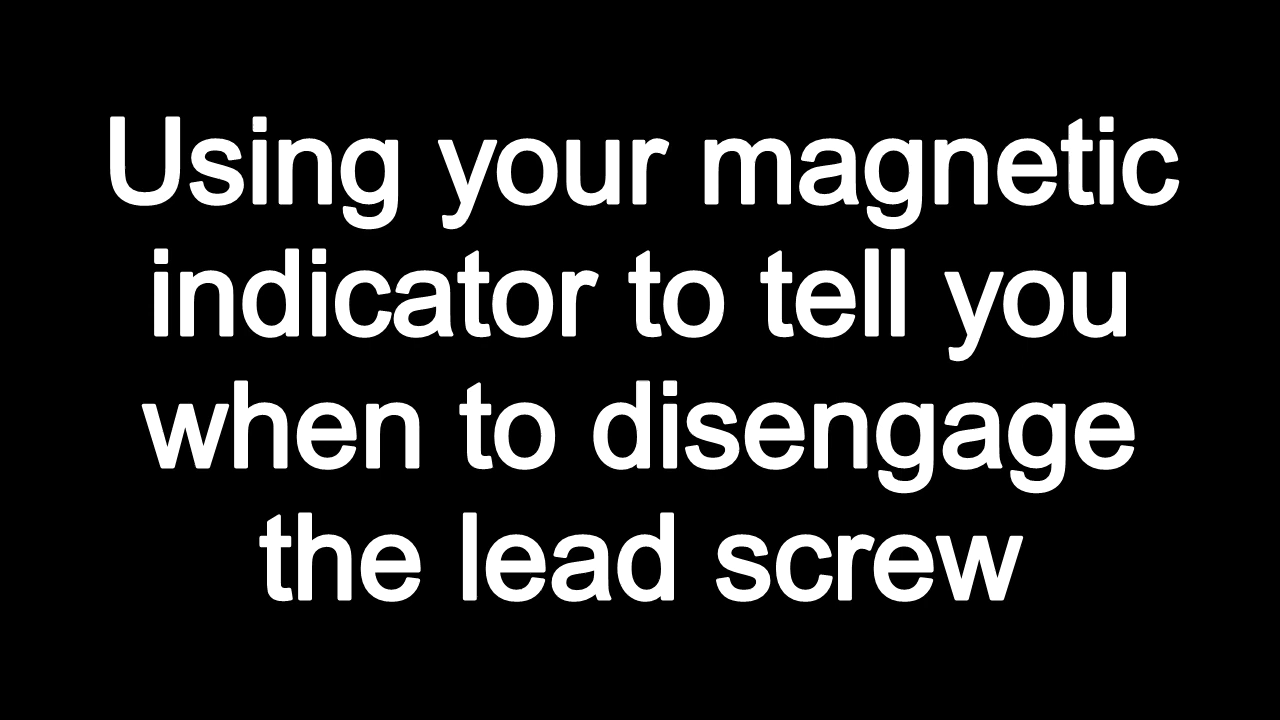 Using your magnetic
indicator to tell you
when to disengage
the lead screw